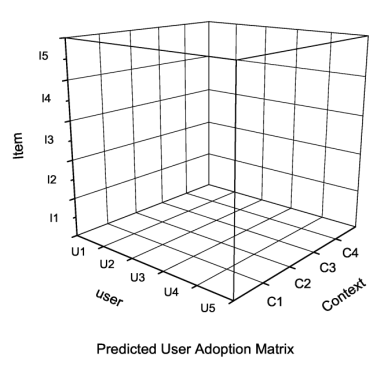 I5
I4
I3
I2
I1
Item
U1
U2
U3
U4
U5
user
C1
C2
C3
C4
Context
Predicted User Adoption Matrix